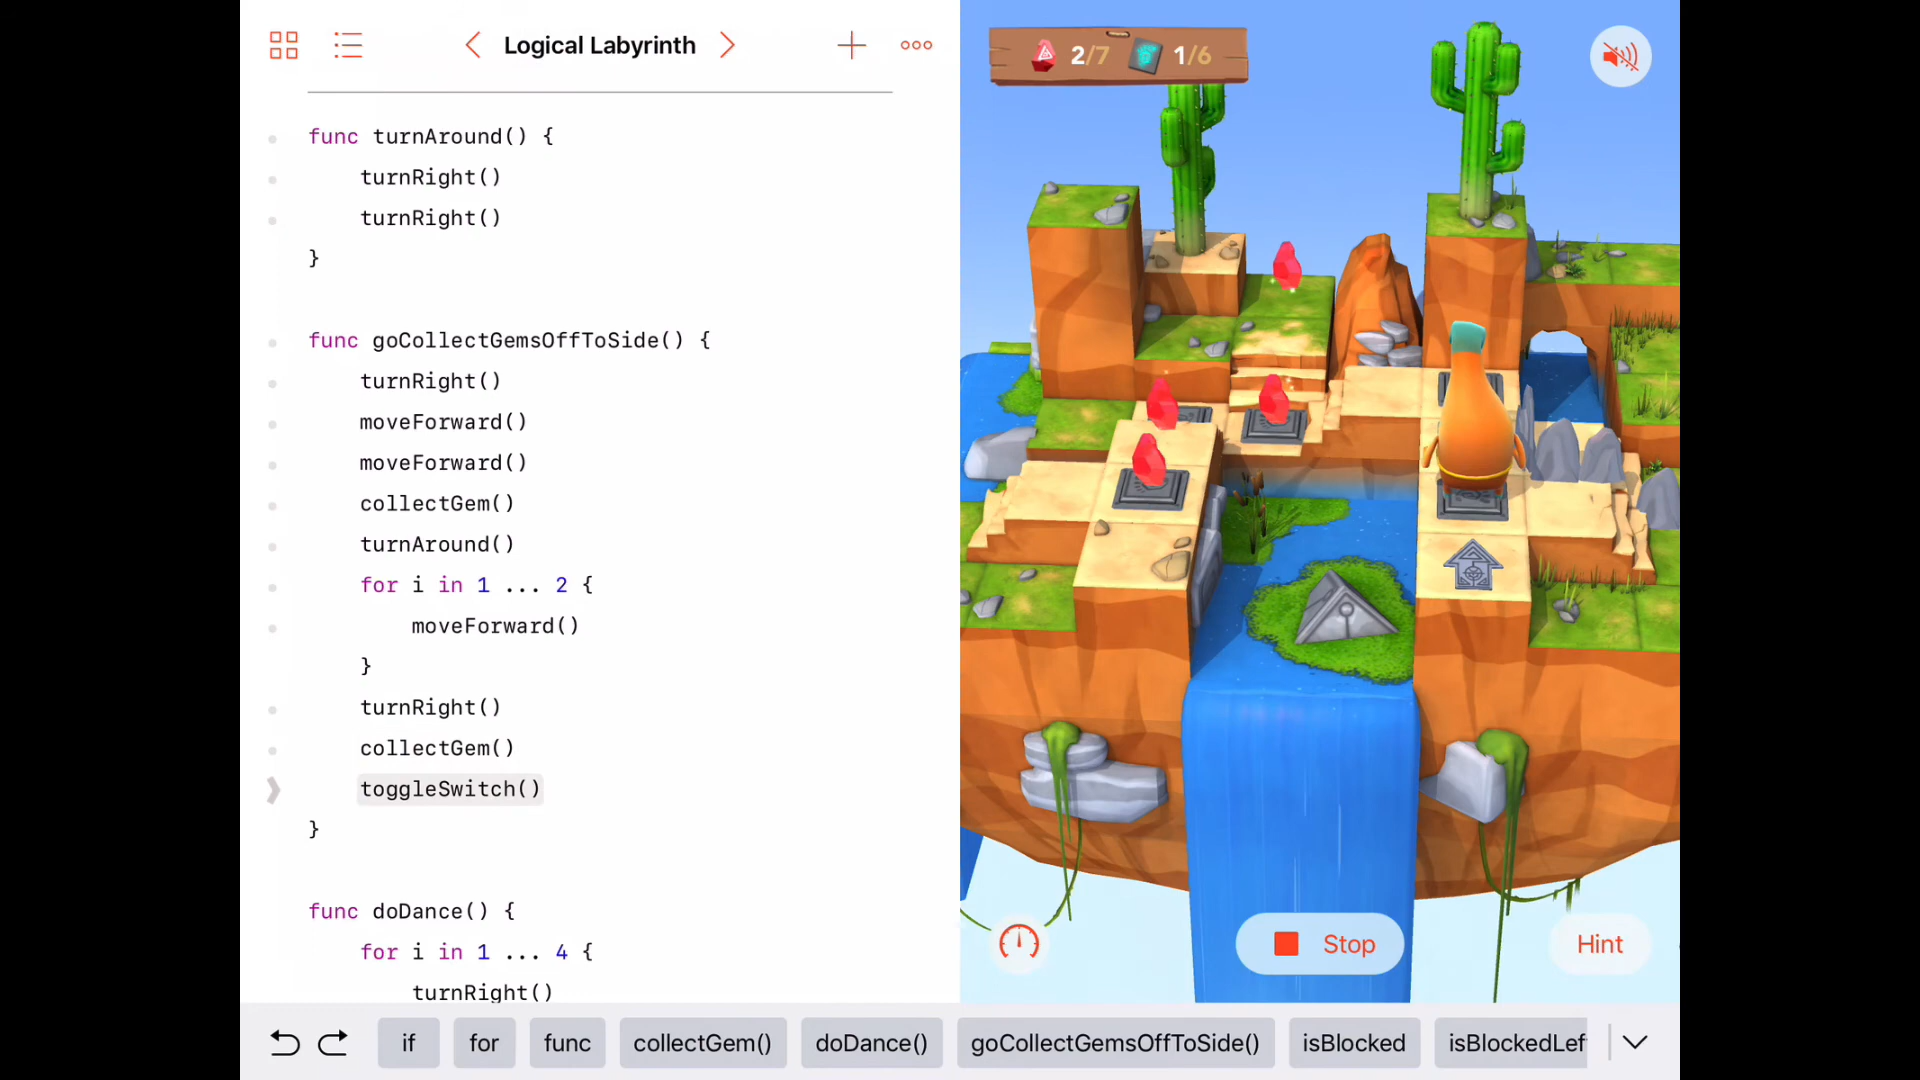 Logical Labyrinth
func turnAround() {
turnRight()
turnRight()
}
func goCollectGemsOffToSide() {
turnRight()
moveForward()
moveForward()
collectGem()
turnAround()
for i in 1 ... 2 {
moveForward()
}
turnRight()
collectGem()
toggleSwitch()
}
func doDance() {
for i in 1 ... 4 {
turnRight()
2/7 1/6
Stop
Hint
if for func collectGem() doDance() goCollectGemsOffToSide() isBlocked isBlockedLef